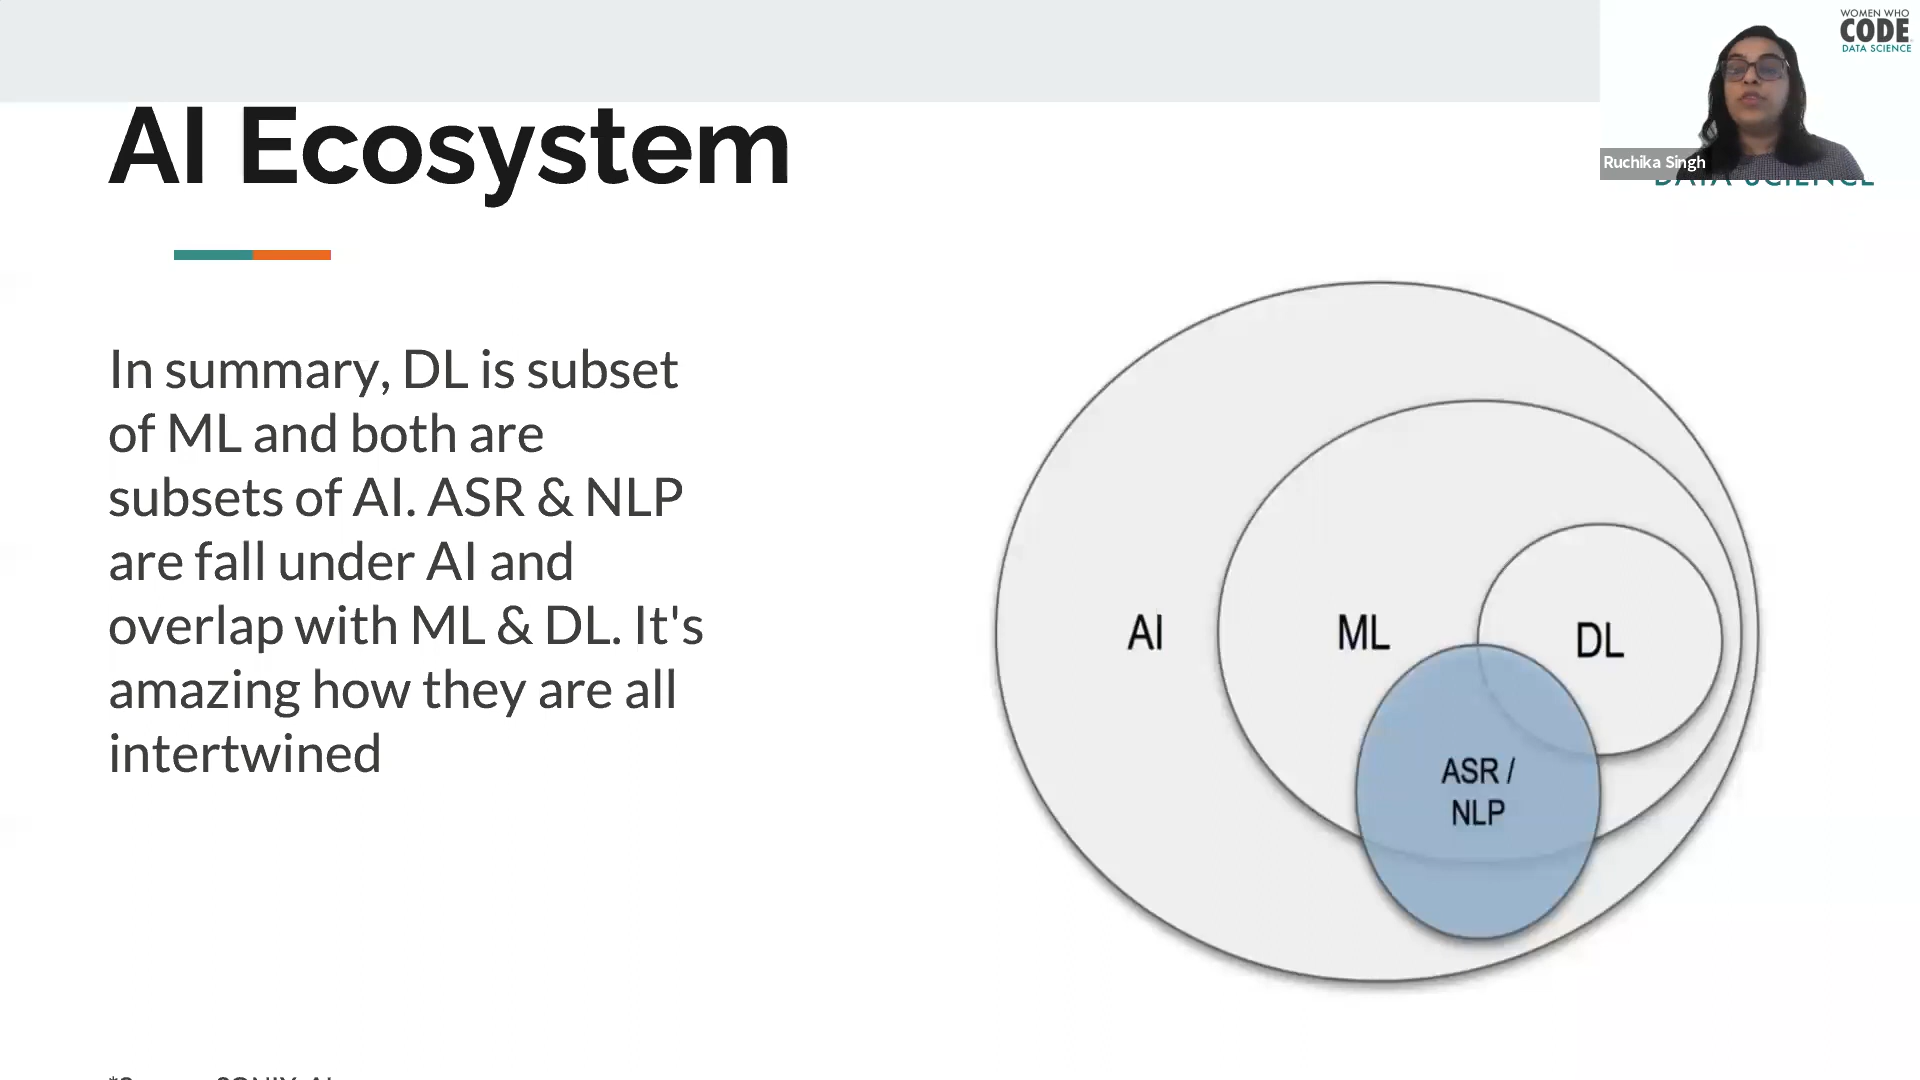 WOMEN WHO
CODE
DATA SCIENCE
AI Ecosystem
Ruchika Singh
DATA SCIENCE
In summary, DL is subset
of ML and both are
subsets of AI. ASR & NLP
are fall under AI and
overlap with ML & DL. It's
amazing how they are all
intertwined
AI
ML
DL
ASR /
NLP